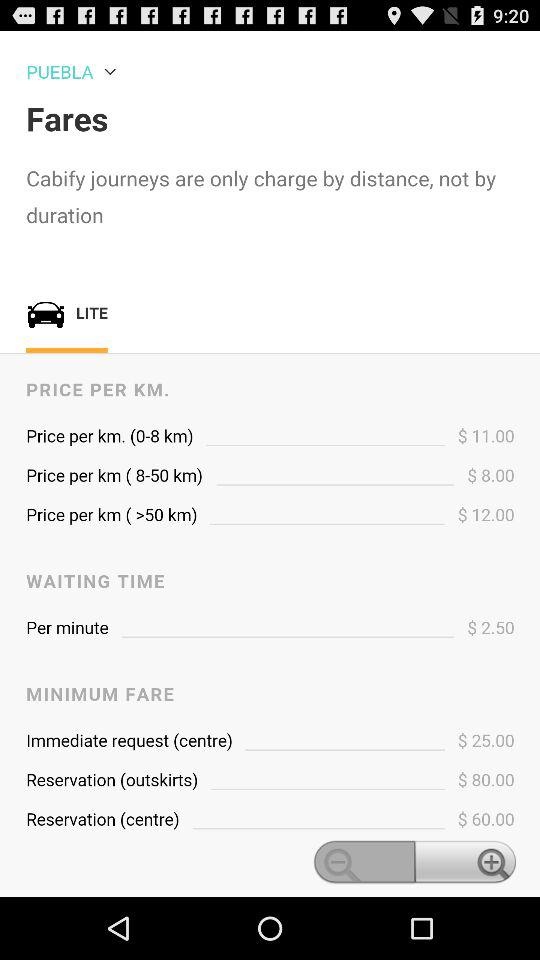 9:20
PUEBLA
Fares
Cabify journeys are only charge by distance, not by
duration
LITE
PRICE PER KM.
Price per km. (0-8 km) $ 11.00
Price per km ( 8-50 km) $ 8.00
Price per km ( >50 km) $ 12.00
WAITING TIME
Per minute $ 2.50
MINIMUM FARE
Immediate request (centre) $ 25.00
Reservation (outskirts) $ 80.00
Reservation (centre) $ 60.00